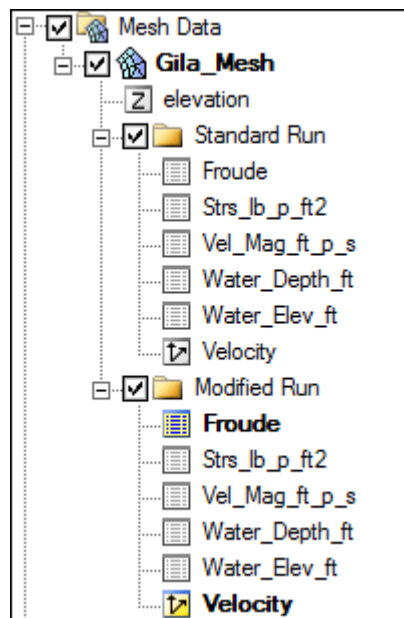 Mesh Data
Gila_Mesh
Z elevation
Standard Run
Froude
Strs_lb_p_ft2
Vel_Mag_ft_p_s
Water_Depth_ft
Water_Elev_ft
Velocity
Modified Run
Froude
Strs_lb_p_ft2
Vel_Mag_ft_p_s
Water_Depth_ft
Water_Elev_ft
Velocity